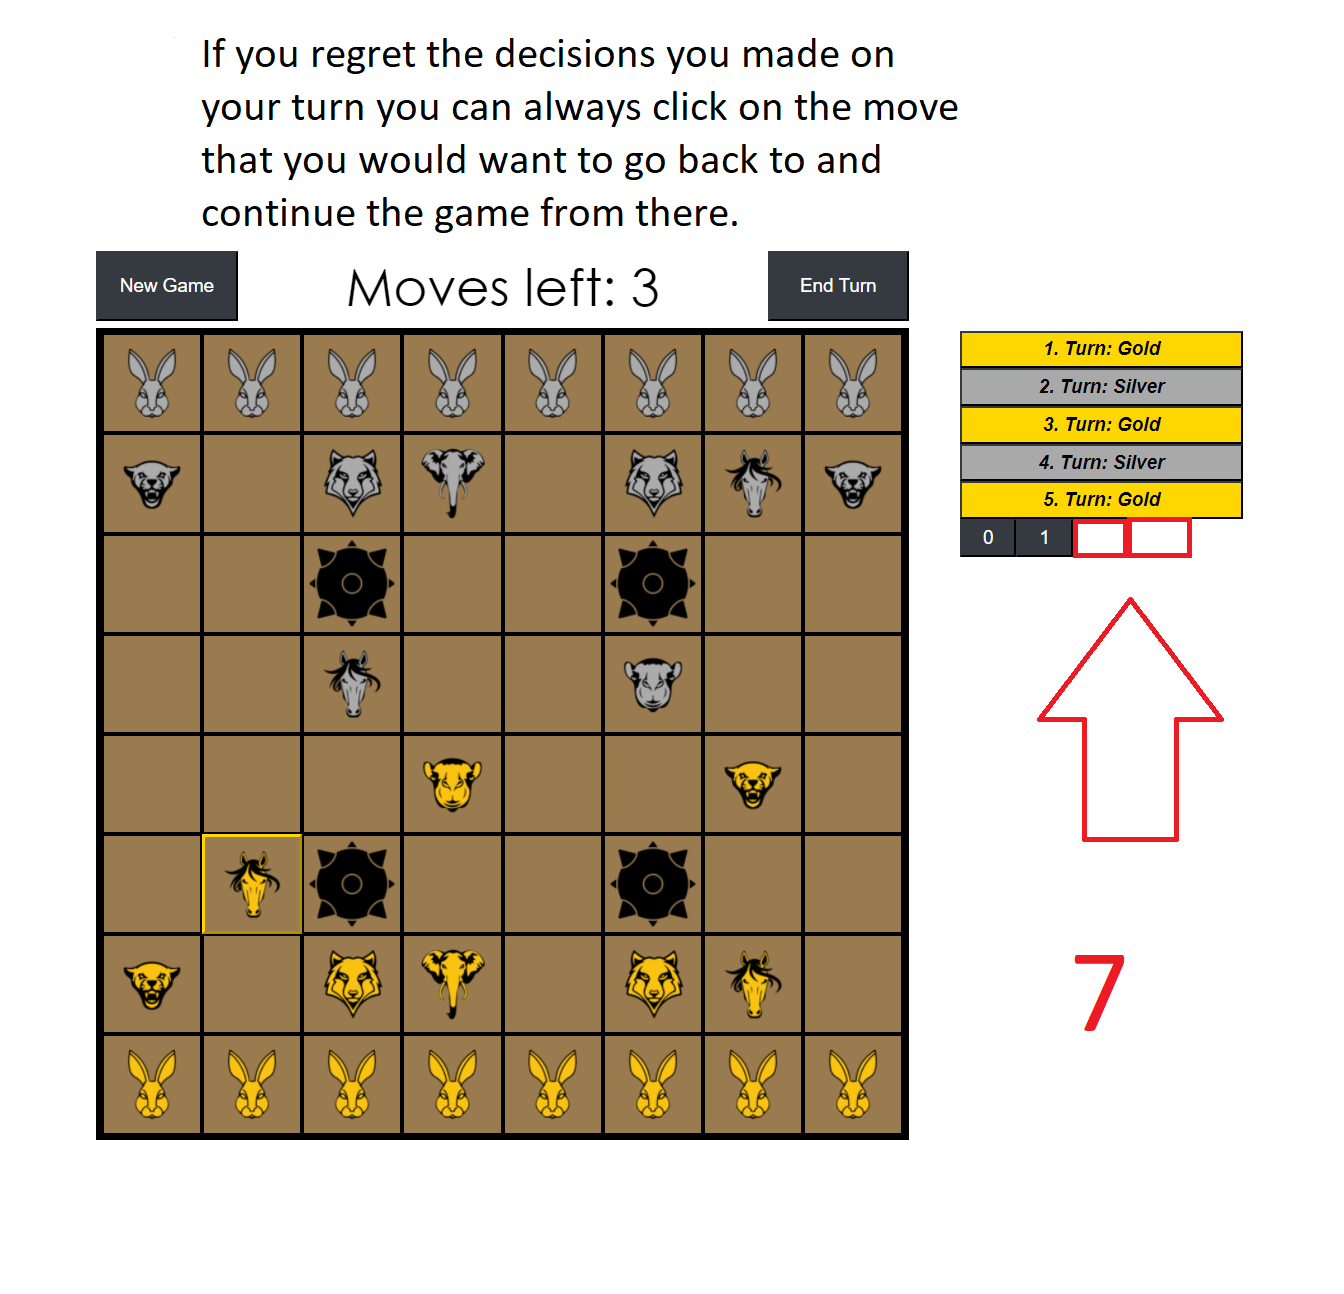 If you regret the decisions you made on
your turn you can always click on the move
that you would want to go back to and
continue the game from there.
New Game
Moves left: 3
End Turn
1. Turn: Gold
2. Turn: Silver
3. Turn: Gold
4. Turn: Silver
5. Turn: Gold
0 1
7